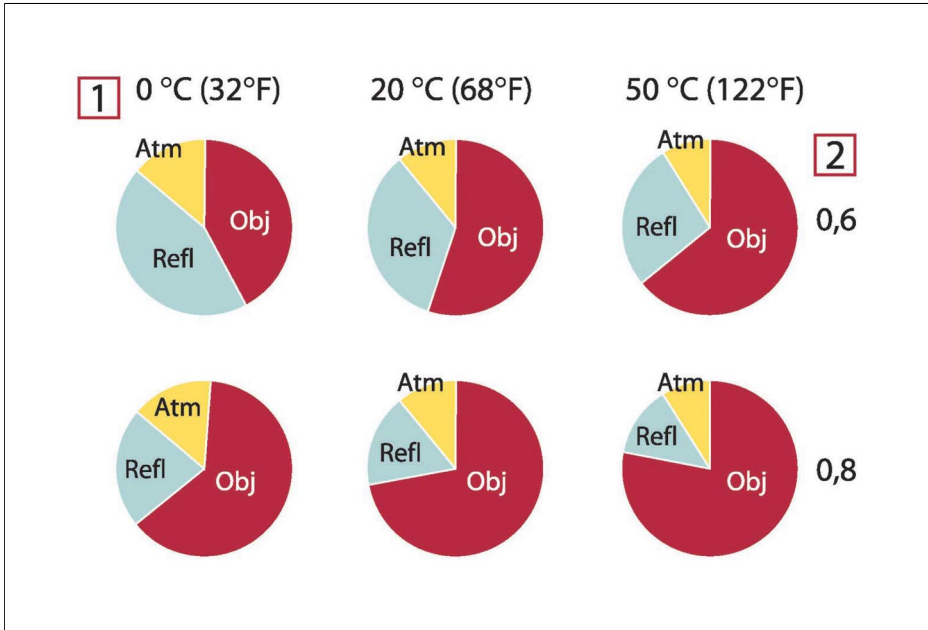 1 0 °C (32°F) 20 °C (68°F) 50 °C (122°F)
Atm Atm Atm 2
Obj Obj Obj 0,6
Refl Refl Refl
Atm Atm Atm
Refl Refl Refl
Obj Obj Obj 0,8